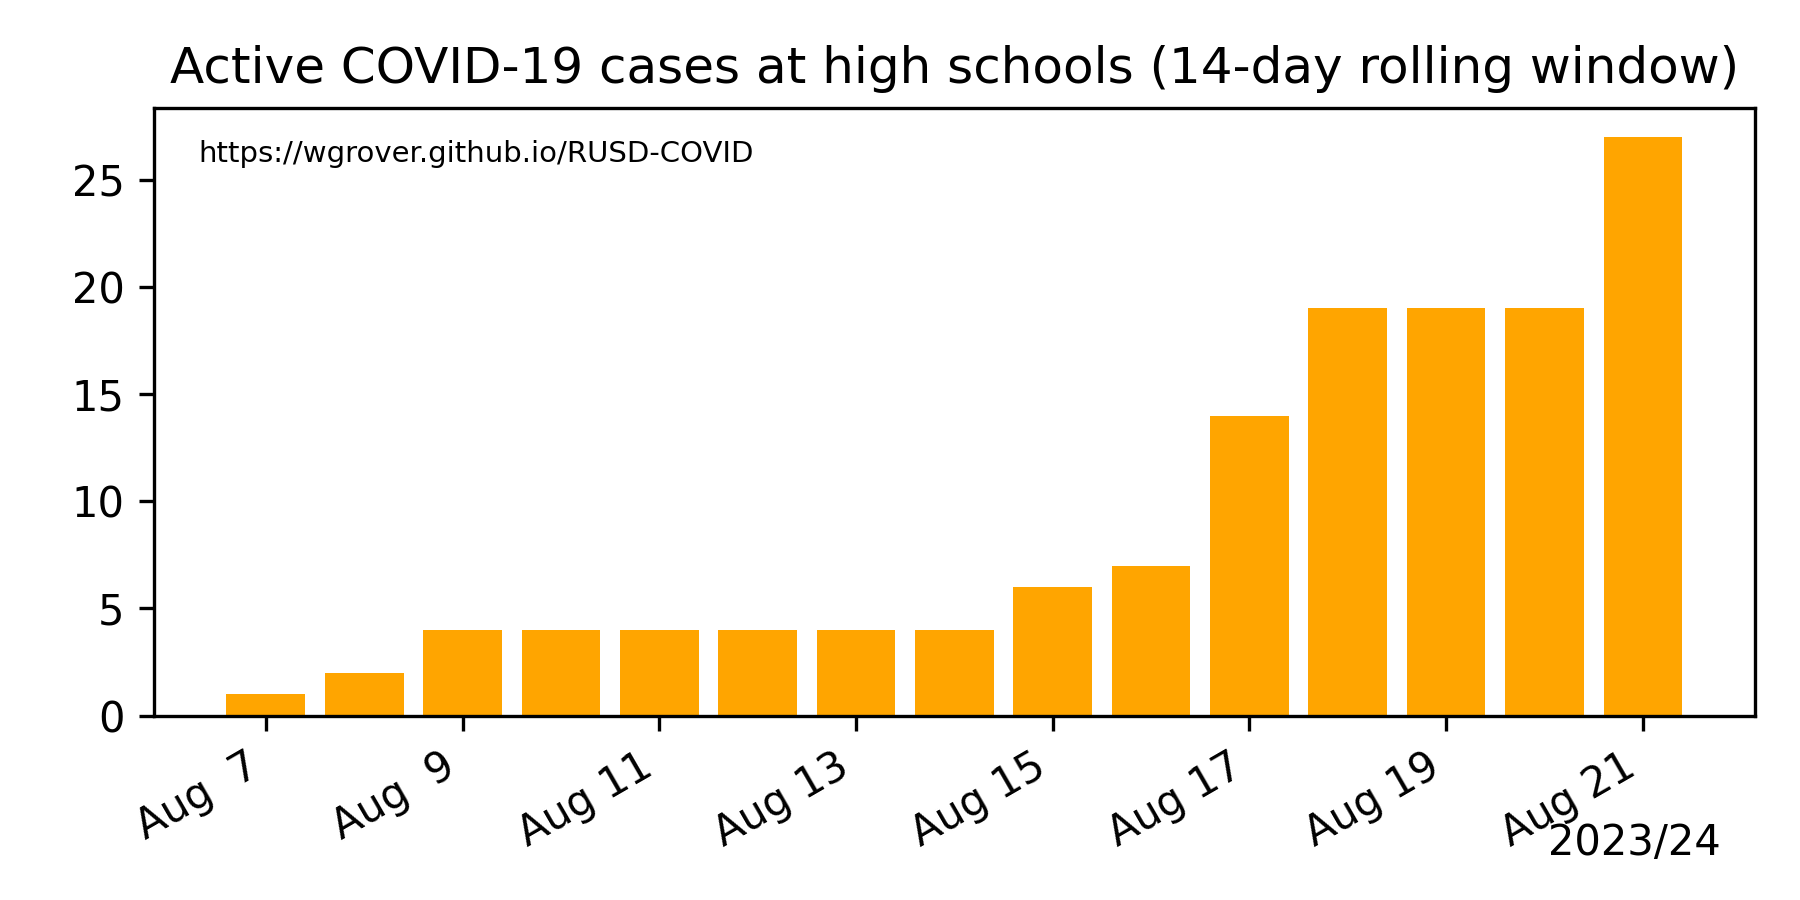 Active COVID-19 cases at high schools (14-day rolling window)
https://wgrover.github.io/RUSD-COVID
25
20
15
10
5
0
Aug 7
Aug 9
Aug 11
Aug 13
Aug 15
Aug 17
Aug 19
Aug 21
2023/24